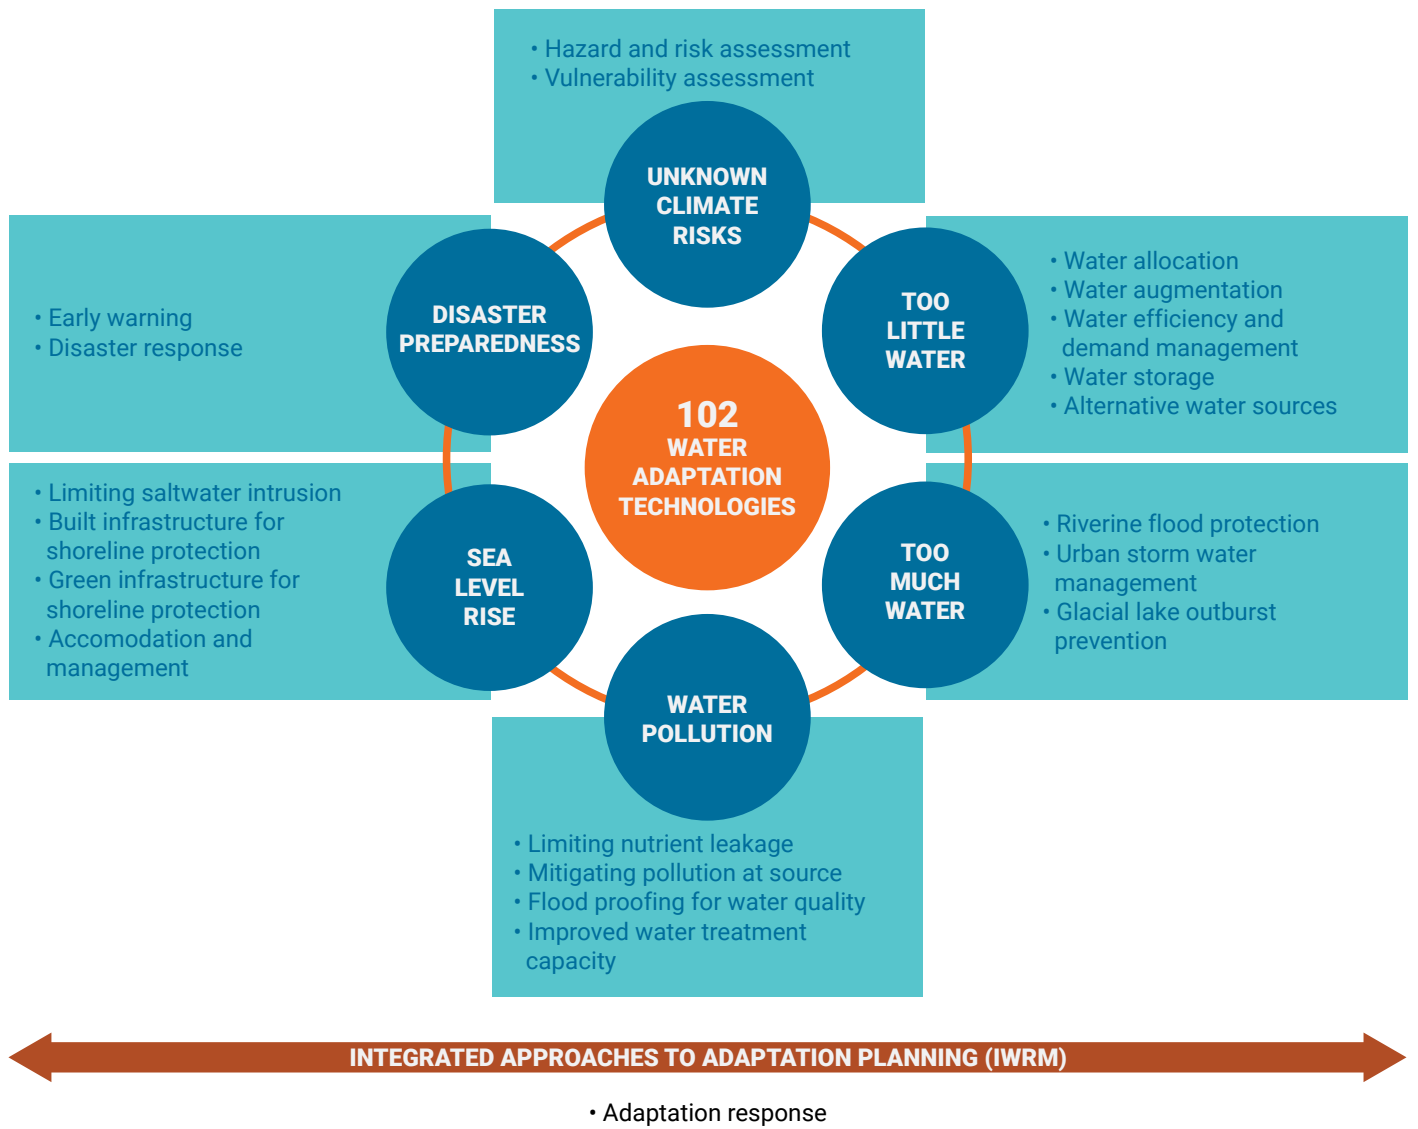 • Hazard and risk assessment
• Vulnerability assessment
UNKNOWN
CLIMATE
RISKS
TOO
LITTLE
WATER
• Water allocation
• Water augmentation
• Water efficiency and
demand management
• Water storage
• Alternative water sources
TOO
MUCH
WATER
• Riverine flood protection
• Urban storm water
management
• Glacial lake outburst
prevention
WATER
POLLUTION
• Limiting nutrient leakage
• Mitigating pollution at source
• Flood proofing for water quality
• Improved water treatment
capacity
SEA
LEVEL
RISE
• Limiting saltwater intrusion
• Built infrastructure for
shoreline protection
• Green infrastructure for
shoreline protection
• Accomodation and
management
DISASTER
PREPAREDNESS
• Early warning
• Disaster response
102
WATER
ADAPTATION
TECHNOLOGIES
INTEGRATED APPROACHES TO ADAPTATION PLANNING (IWRM)
• Adaptation response